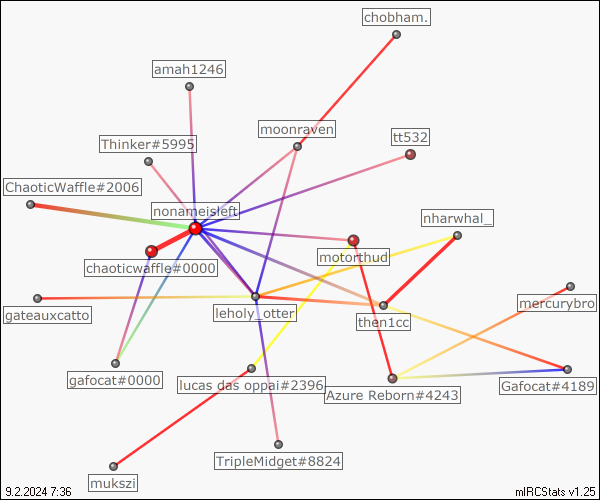 chobham.
amah1246
moonraven
tt532
Thinker#5995
ChaoticWaffle#2006
nonameisleft
nharwhal_
motorthud
chaoticwaffle#0000
mercurybro
gateauxcatto
leholy_otter
then1cc
gafocat#0000
lucas das oppai#2396
Azure Reborn#4243
Gafocat#4189
TripleMidget#8824
mukszi
9.2.2024 7:36
mIRCStats v1.25